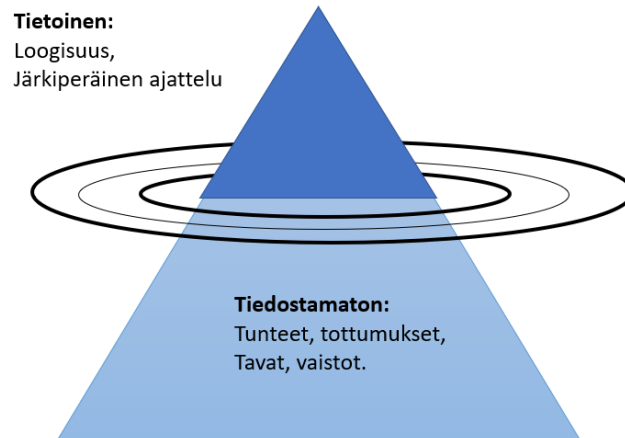 Tietoinen:
Loogisuus,
Järkiperäinen ajattelu
Tiedostamaton:
Tunteet, tottumukset,
Tavat, vaistot.